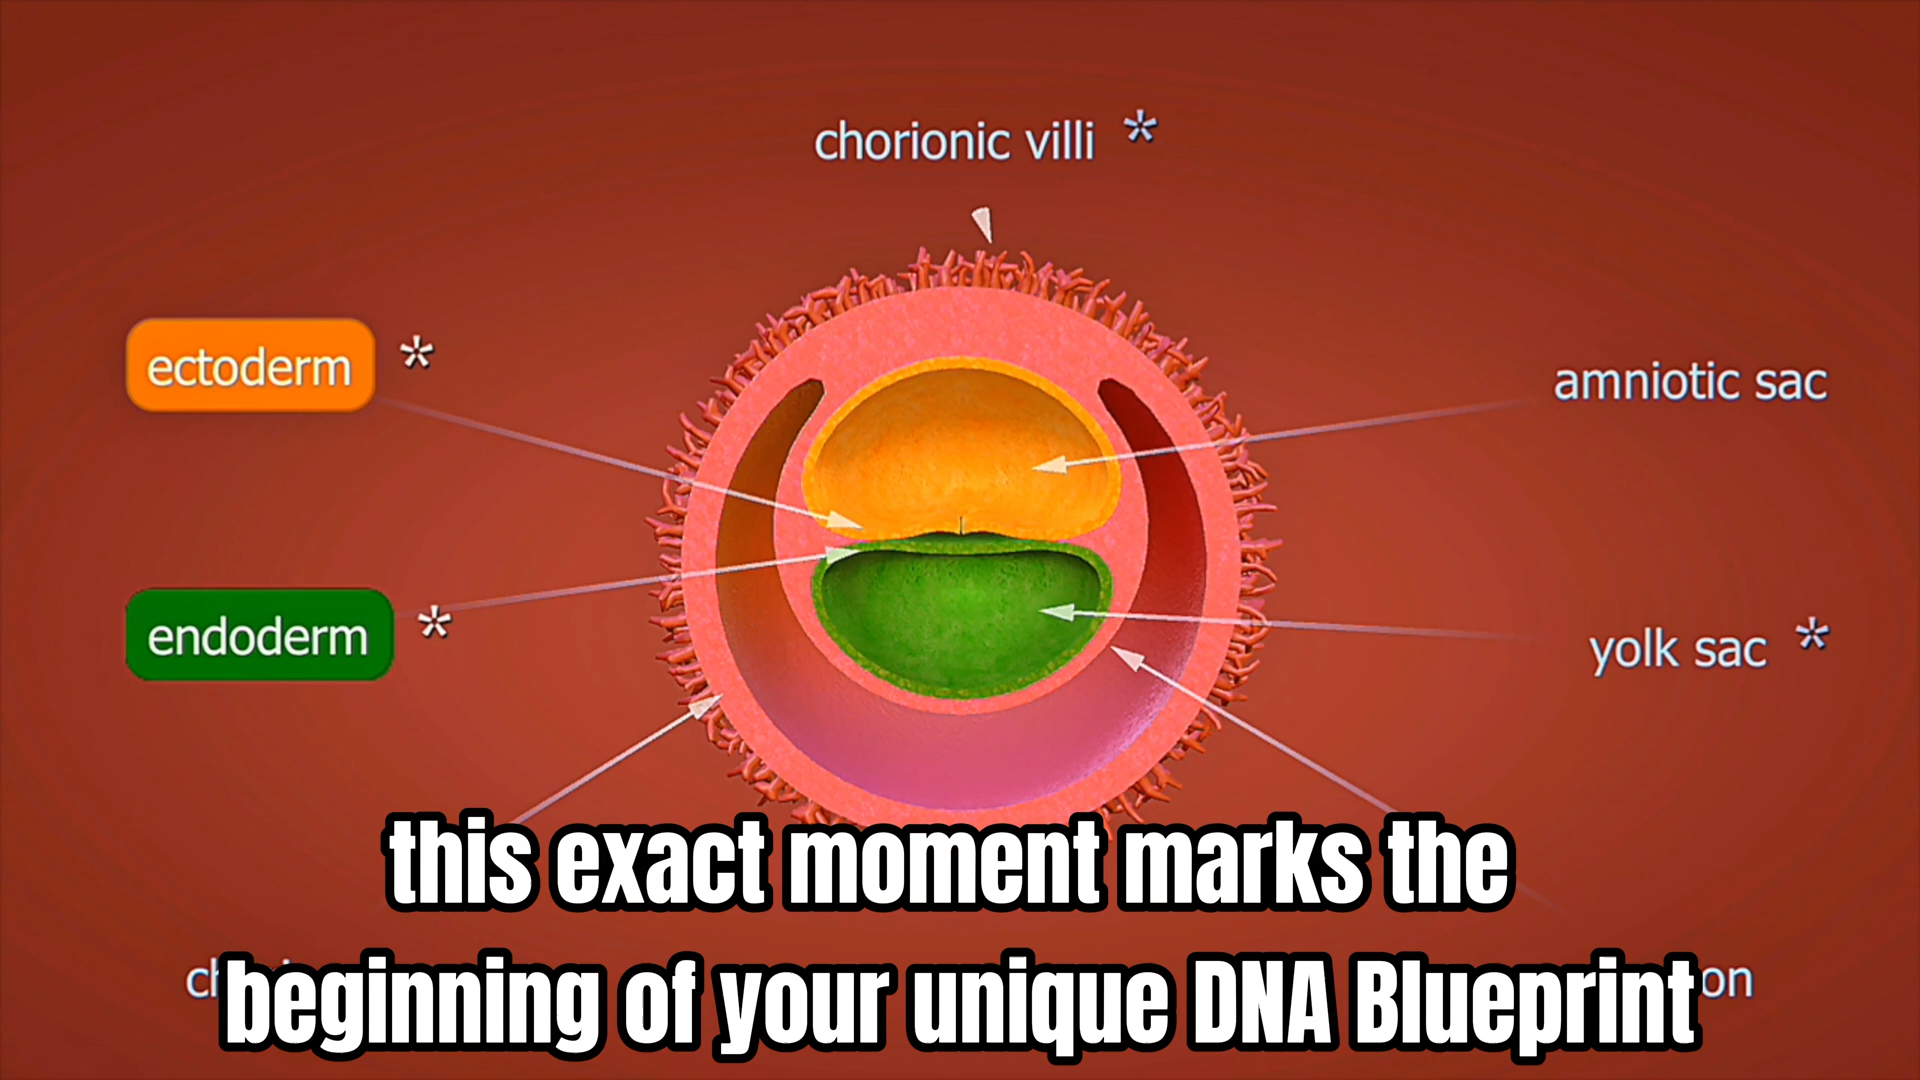 chorionic villi *
ectoderm *
amniotic sac
endoderm *
yolk sac *
this exact moment marks the
beginning of your unique DNA Blueprint